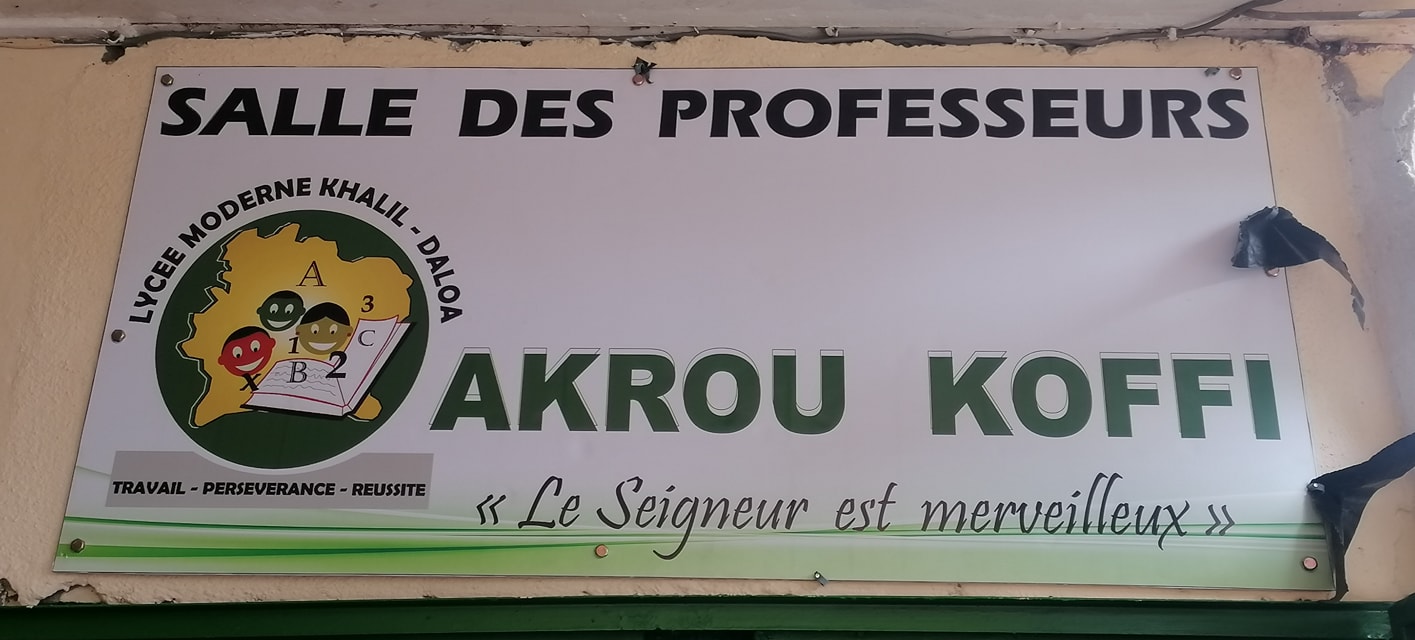 SALLE DES PROFESSEURS
LYCEE MODERNE KHALIL - DALOA
A
3
C
1
2
B
x
AKROU KOFFI
TRAVAIL - PERSEVERANCE - REUSSITE
« Le Seigneur est merveilleux »